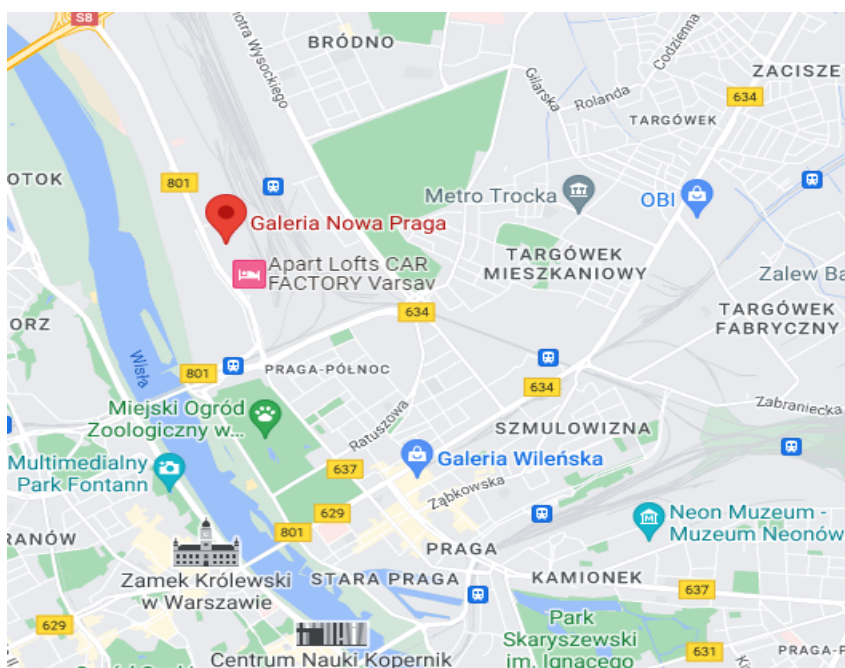 S8
Piotra Wysockiego
BRÓDNO
Codzienna
ZACISZE
Gilarska
Rolanda
634
TARGÓWEK
OTOK
801
Metro Trocka
OBI
Galeria Nowa Praga
Apart Lofts CAR
FACTORY Varsav
TARGÓWEK
MIESZKANIOWY
Zalew Ba
634
TARGÓWEK
FABRYCZNY
ORZ
Wisła
801
PRAGA-PÓŁNOC
634
Miejski Ogród
Zoologiczny w...
Ratuszowa
Zabraniecka
SZMULOWIZNA
Multimedialny
Park Fontann
637
Galeria Wileńska
Ząbkowska
629
Neon Muzeum -
Muzeum Neonów
801
RANÓW
PRAGA
Zamek Królewski
w Warszawie
STARA PRAGA
KAMIONEK
637
629
Park
Skaryszewski
im. Ignacego
631
PRAGA-P
Centrum Nauki Kopernik